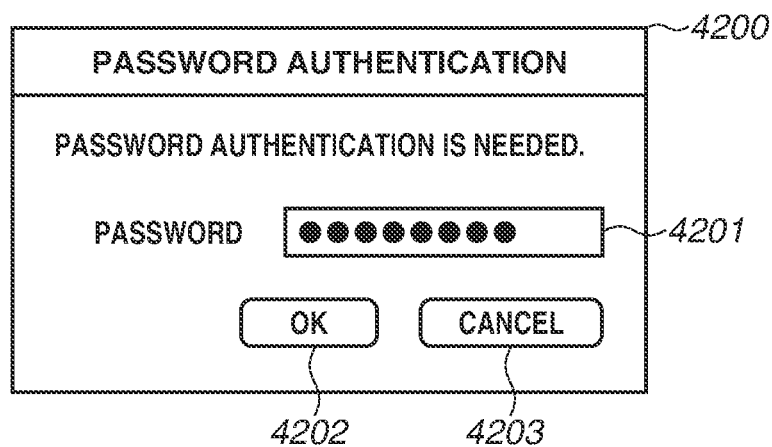 4200
PASSWORD AUTHENTICATION
PASSWORD AUTHENTICATION IS NEEDED.
PASSWORD ●●●●●●●● 4201
OK CANCEL
4202 4203